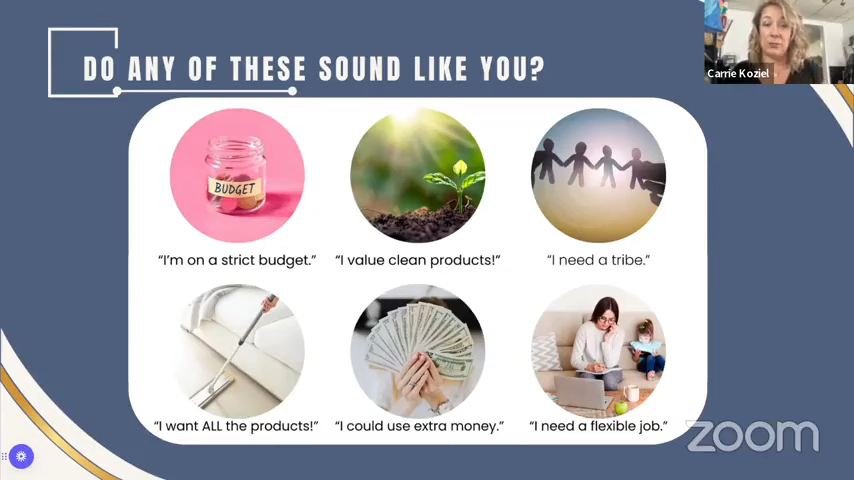 DO ANY OF THESE SOUND LIKE YOU?
Carrie Koziel
BUDGET
“I’m on a strict budget.” “I value clean products!” “I need a tribe.”
“I want ALL the products!” “I could use extra money.” “I need a flexible job.”
zoom